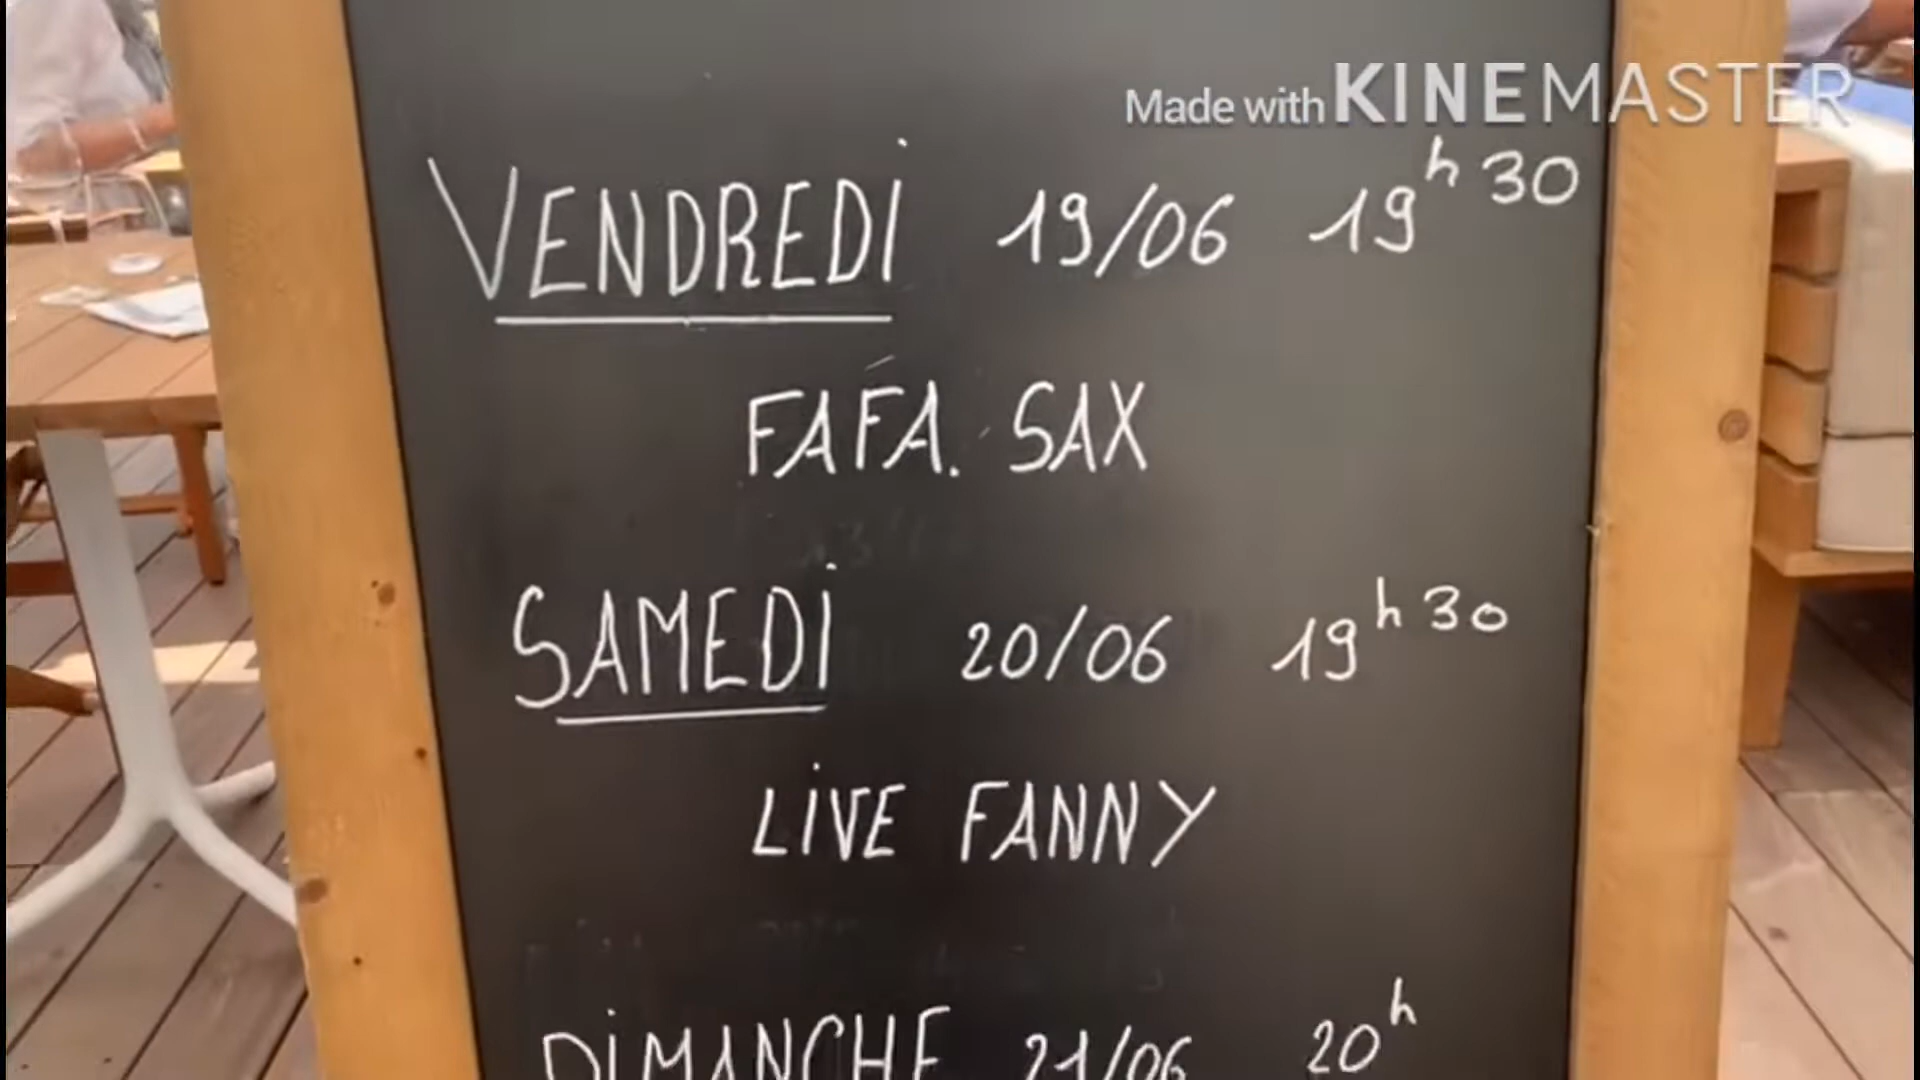 Made with KINEMASTER
VENDREDI 19/06 19h30
FAFA. SAX
SAMEDI 20/06 19h30
LIVE FANNY
DIMANCHE 21/06 20h